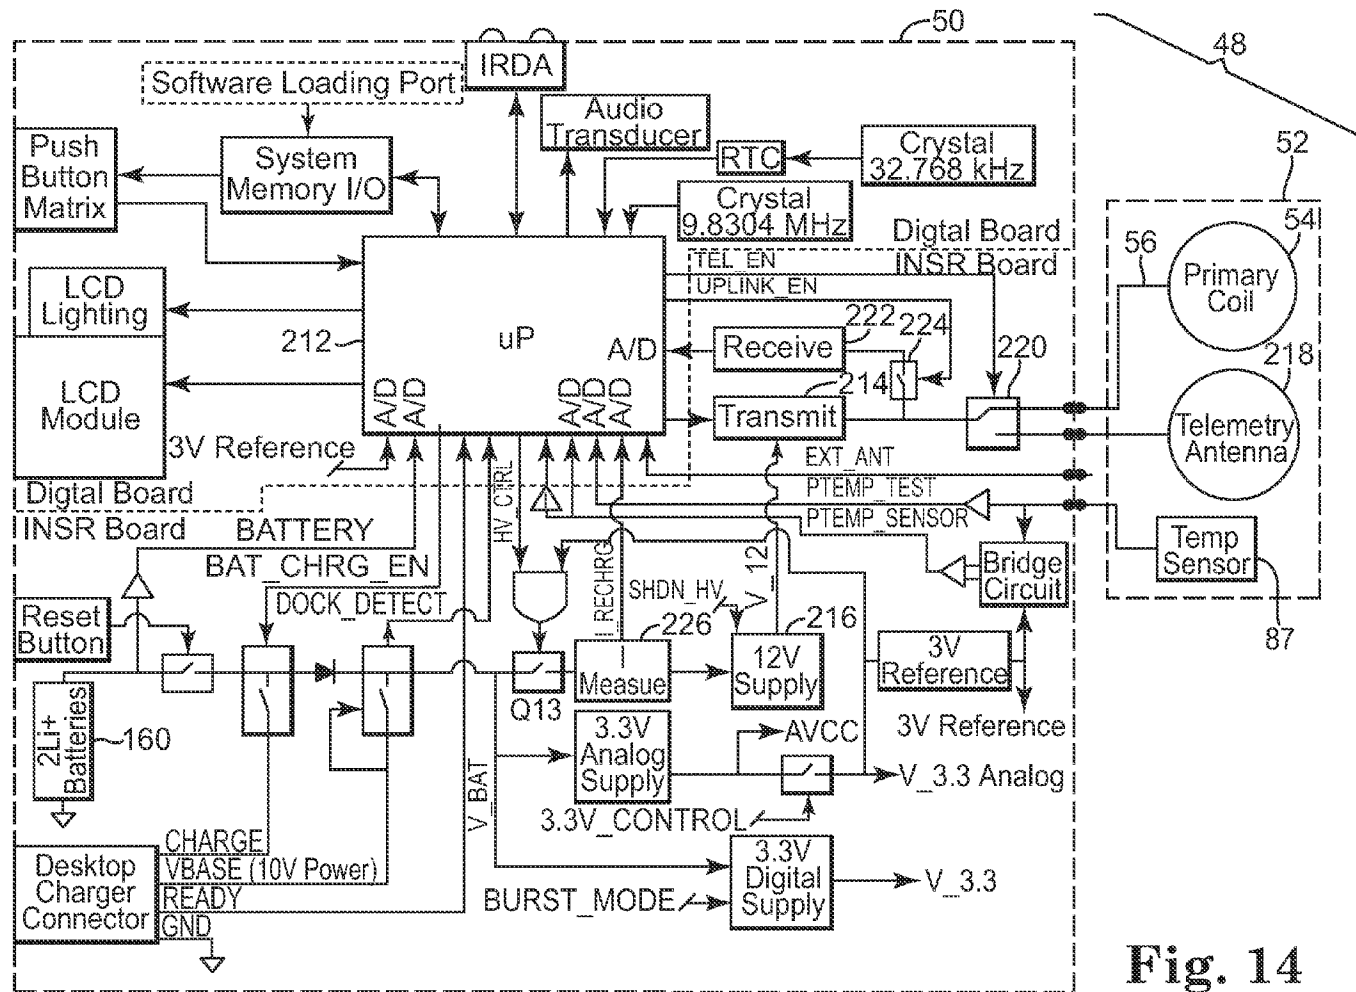 50
48
IRDA
Software Loading Port
Audio
Transducer
Push
Button
Matrix
System
Memory I/O
RTC
Crystal
32.768 kHz
Crystal
9.8304 MHz
52
54
56
Primary
Coil
Digtal Board
INSR Board
TEL_EN
UPLINK_EN
LCD
Lighting
LCD
Module
212
uP
A/D
Receive
222
224
220
218
214
Transmit
Telemetry
Antenna
A/D
A/D
A/D
A/D
A/D
3V Reference
Digtal Board
INSR Board
HV_CTRL
EXT_ANT
PTEMP_TEST
PTEMP_SENSOR
Temp
Sensor
87
Bridge
Circuit
BATTERY
BAT_CHRG_EN
DOCK_DETECT
Reset
Button
I_RECHRG
SHDN_HV
V_12
226
216
Measue
12V
Supply
3V
Reference
3V Reference
Q13
2Li+
Batteries
160
3.3V
Analog
Supply
AVCC
V_3.3 Analog
3.3V_CONTROL
V_BAT
Desktop
Charger
Connector
CHARGE
VBASE (10V Power)
READY
GND
BURST_MODE
3.3V
Digital
Supply
V_3.3
Fig. 14